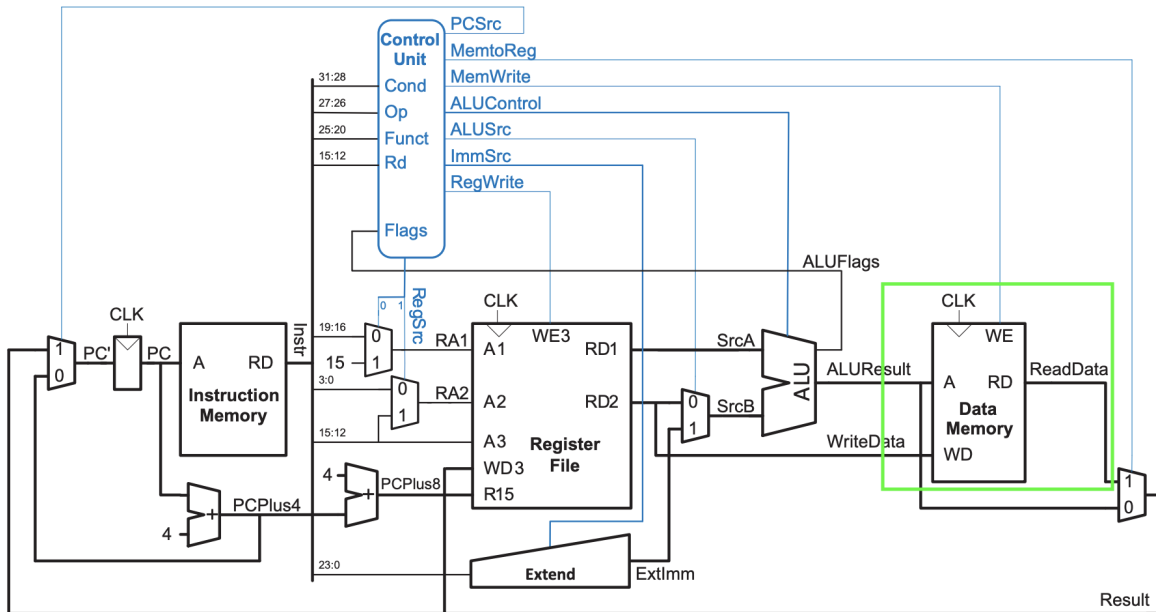 PCSrc
Control
Unit
MemtoReg
MemWrite
ALUControl
ALUSrc
ImmSrc
RegWrite
31:28
Cond
27:26
Op
25:20
Funct
15:12
Rd
Flags
ALUFlags
0 1
RegSrc
CLK
CLK
CLK
Instr
19:16
0
RA1
A1
WE3
RD1
SrcA
WE
1
0
PC'
PC
A
RD
Instruction
Memory
15
1
3:0
0
1
RA2
A2
RD2
0
1
SrcB
ALU
ALUResult
A
RD
Data
Memory
ReadData
15:12
A3
Register
File
WriteData
WD
WD3
4
+
PCPlus8
R15
1
0
4
+
PCPlus4
23:0
Extend
ExtImm
Result